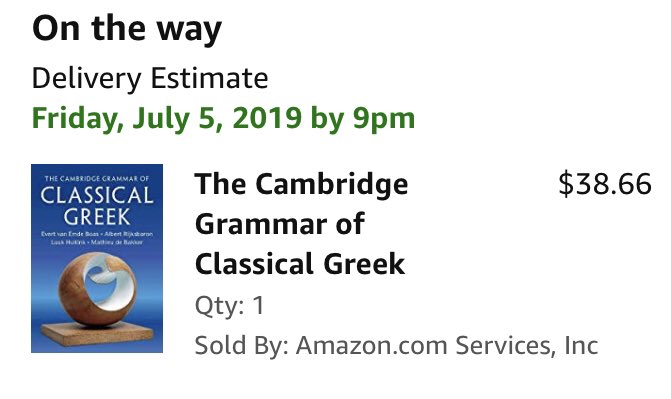 On the way
Delivery Estimate
Friday, July 5, 2019 by 9pm
THE CAMBRIDGE GRAMMAR OF
CLASSICAL
GREEK
Evert van Emde Boas • Albert Rijksbaron
Luuk Huitink • Mathieu de Bakker
The Cambridge
Grammar of
Classical Greek
$38.66
Qty: 1
Sold By: Amazon.com Services, Inc